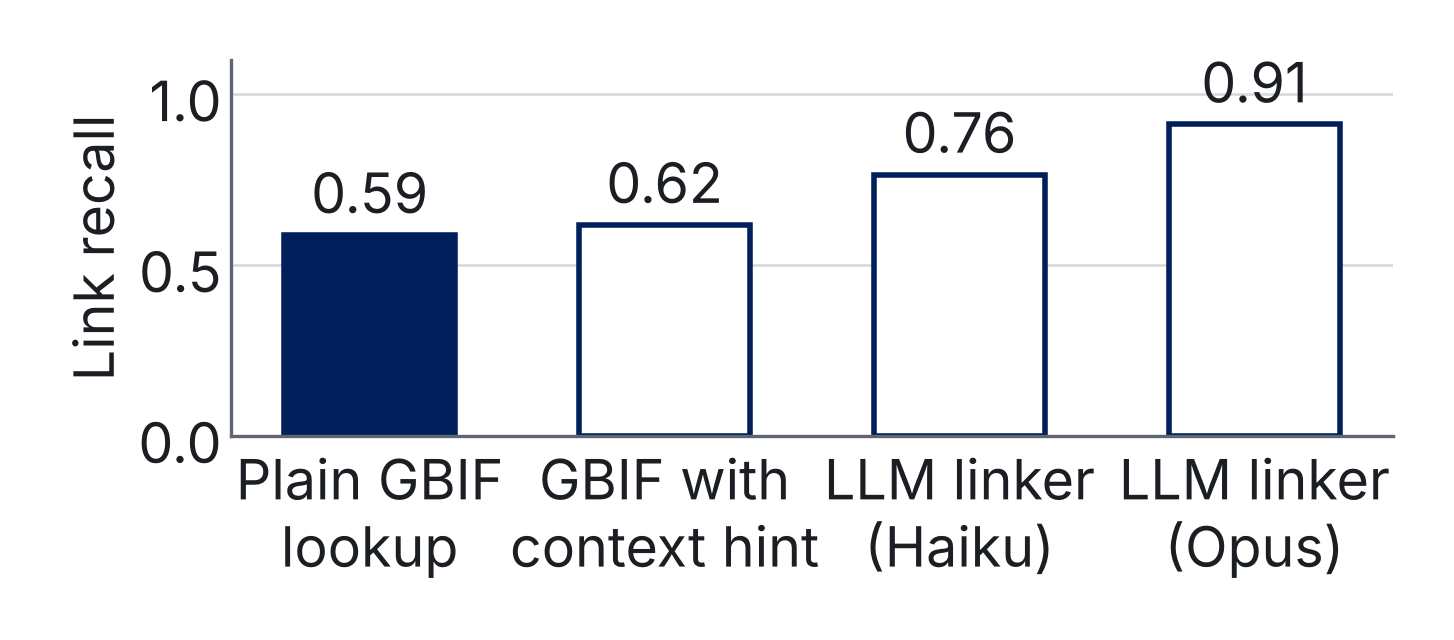 Link recall
1.0
0.5
0.0
0.59
0.62
0.76
0.91
Plain GBIF
lookup
GBIF with
context hint
LLM linker
(Haiku)
LLM linker
(Opus)